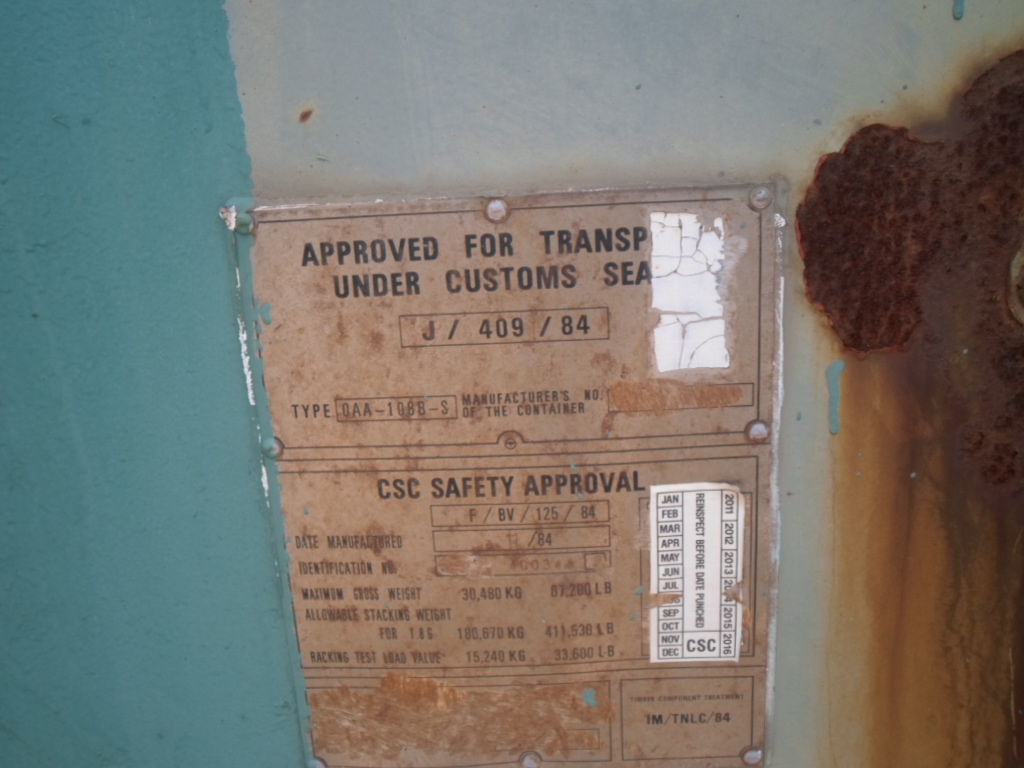 APPROVED FOR TRANSP
UNDER CUSTOMS SEA
J / 409 / 84
TYPE OAA-108B-S MANUFACTURER'S NO.
OF THE CONTAINER
CSC SAFETY APPROVAL
F / BV / 125 / 84
DATE MANUFACTURED /84
IDENTIFICATION NO.
MAXIMUM GROSS WEIGHT 30,480 KG 67,200 LB
ALLOWABLE STACKING WEIGHT
FOR 1.8G 180,670 KG 411,530 LB
RACKING TEST LOAD VALUE 15,240 KG 33,600 LB
JAN
FEB
MAR
APR
MAY
JUN
JUL
SEP
OCT
NOV
DEC
REINSPECT BEFORE DATE PUNCHED
CSC
2011 2012 2013 2015 2016
TIMBER COMPONENT TREATMENT
IM/TNLC/84